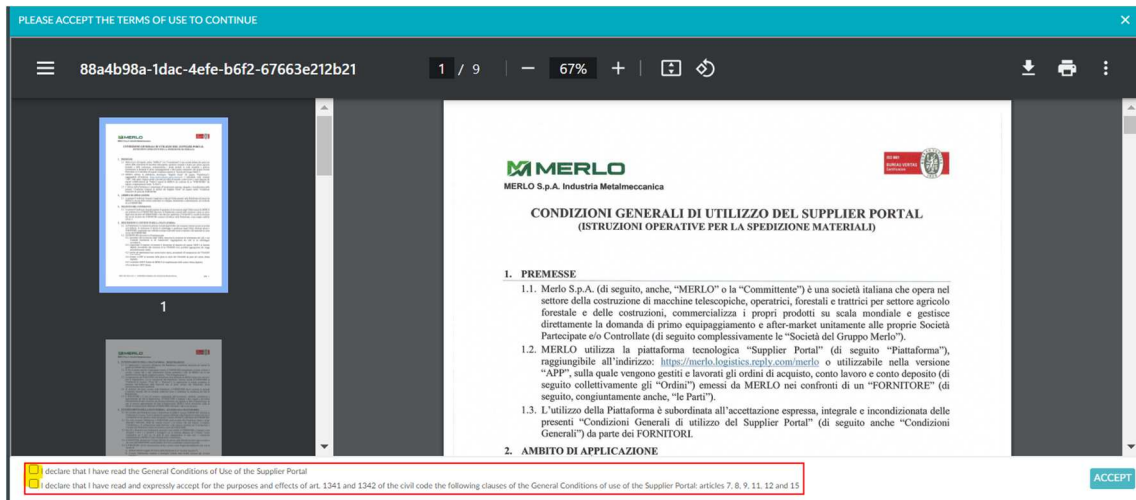 PLEASE ACCEPT THE TERMS OF USE TO CONTINUE
88a4b98a-1dac-4efe-b6f2-67663e212b21
1 / 9
67%
MERLO
MERLO S.p.A. Industria Metalmeccanica
ISO 9001
BUREAU VERITAS
Certification
CONDIZIONI GENERALI DI UTILIZZO DEL SUPPLIER PORTAL
(ISTRUZIONI OPERATIVE PER LA SPEDIZIONE MATERIALI)
1. PREMESSE
1.1. Merlo S.p.A. (di seguito, anche, “MERLO” o la “Committente”) è una società italiana che opera nel
settore della costruzione di macchine telescopiche, operatrici, forestali e trattrici per settore agricolo
forestale e delle costruzioni, commercializza i propri prodotti su scala mondiale e gestisce
direttamente la domanda di primo equipaggiamento e after-market unitamente alle proprie Società
Partecipate e/o Controllate (di seguito complessivamente le “Società del Gruppo Merlo”).
1.2. MERLO utilizza la piattaforma tecnologica “Supplier Portal” (di seguito “Piattaforma”),
raggiungibile all’indirizzo: https://merlo.logistics.reply.com/merlo o utilizzabile nella versione
“APP”, sulla quale vengono gestiti gli ordini di acquisto, conto lavoro e conto deposito (di
seguito collettivamente gli “Ordini”) emessi da MERLO nei confronti di un “FORNITORE” (di
seguito, congiuntamente anche, “le Parti”).
1.3. L’utilizzo della Piattaforma è subordinata all’accettazione espressa, integrale e incondizionata delle
presenti “Condizioni Generali di utilizzo del Supplier Portal” (di seguito anche “Condizioni
Generali”) da parte dei FORNITORI.
2. AMBITO DI APPLICAZIONE
1
I declare that I have read the General Conditions of Use of the Supplier Portal
I declare that I have read and expressly accept for the purposes and effects of art. 1341 and 1342 of the civil code the following clauses of the General Conditions of use of the Supplier Portal: articles 7, 8, 9, 11, 12 and 15
ACCEPT